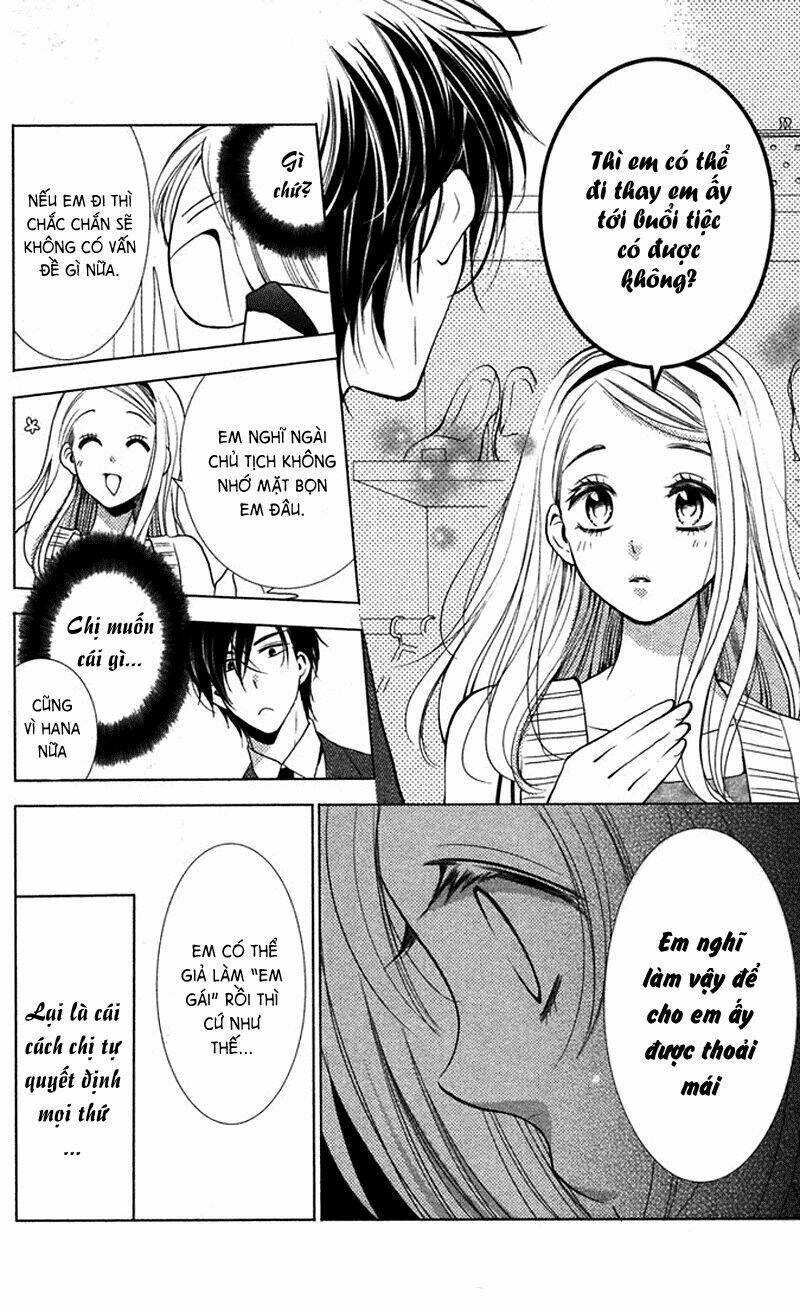 Thì em có thể
đi thay em ấy
tới buổi tiệc
có được
không?
Gì
chứ?
NẾU EM ĐI THÌ
CHẮC CHẮN SẼ
KHÔNG CÓ VẤN
ĐỀ GÌ NỮA.
EM NGHĨ NGÀI
CHỦ TỊCH KHÔNG
NHỚ MẶT BỌN
EM ĐÂU.
Chị muốn
cái gì...
CŨNG
VÌ HANA
NỮA
Em nghĩ
làm vậy để
cho em ấy
được thoải
mái
EM CÓ THỂ
GIẢ LÀM "EM
GÁI" RỒI THÌ
CỨ NHƯ
THẾ...
Lại là cái
cách chị tự
quyết định
mọi thứ
...